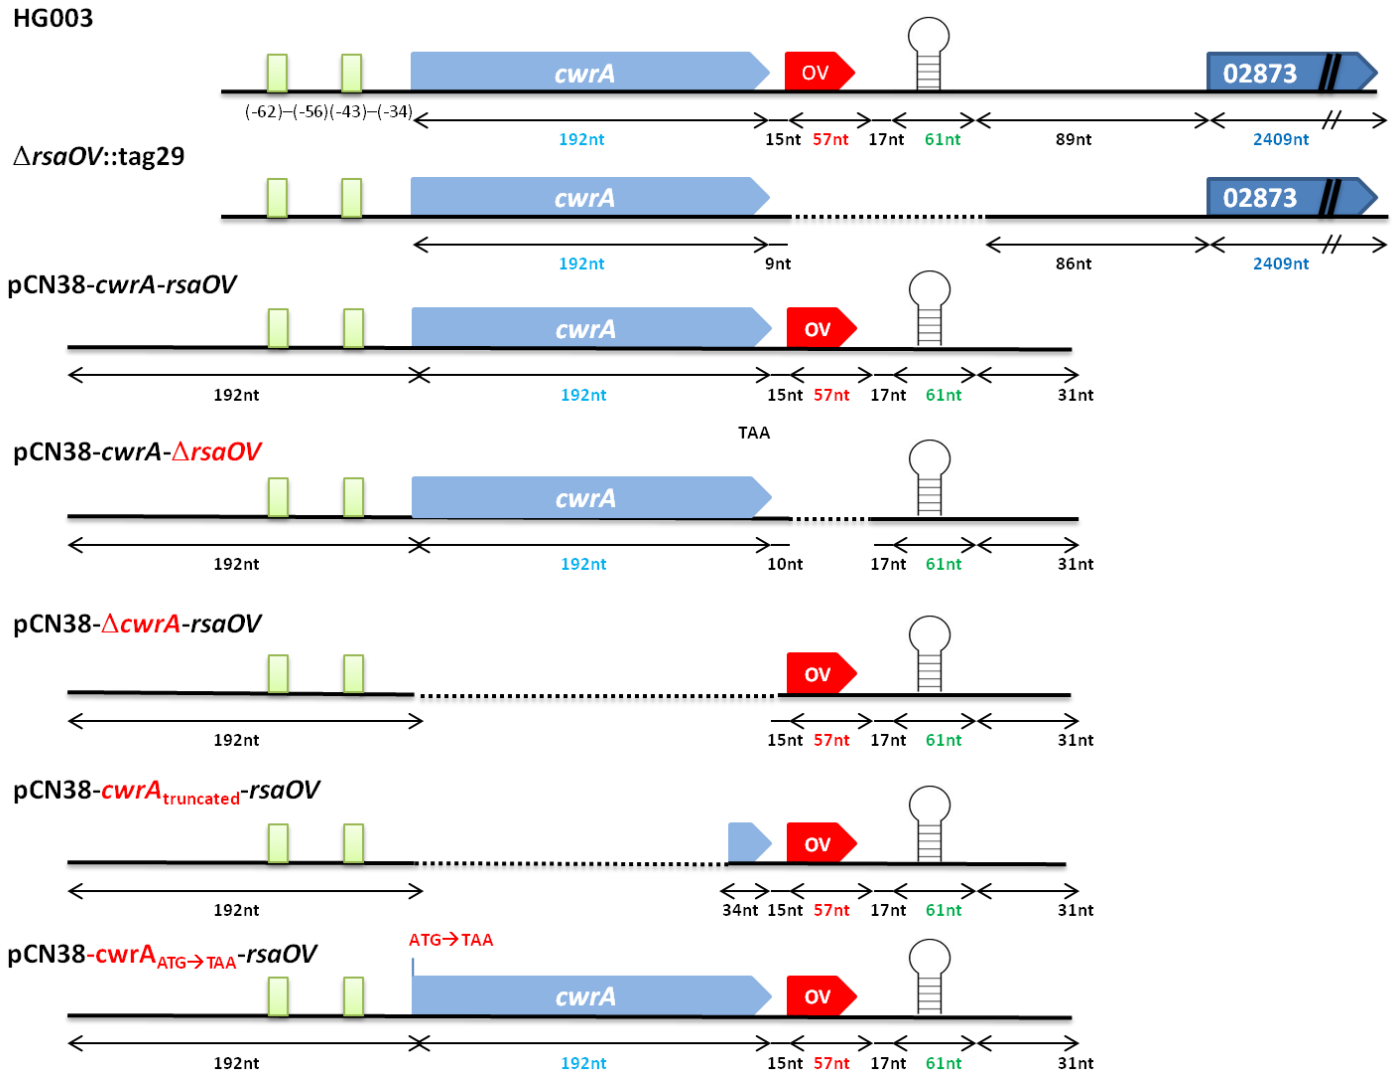 HG003
cwrA OV 02873
(-62)–(-56)(-43)–(-34)
192nt 15nt 57nt 17nt 61nt 89nt 2409nt
ΔrsaOV::tag29
cwrA 02873
192nt 9nt 86nt 2409nt
pCN38-cwrA-rsaOV
cwrA OV
192nt 192nt 15nt 57nt 17nt 61nt 31nt
TAA
pCN38-cwrA-ΔrsaOV
cwrA
192nt 192nt 10nt 17nt 61nt 31nt
pCN38-ΔcwrA-rsaOV
OV
192nt 15nt 57nt 17nt 61nt 31nt
pCN38-cwrAtruncated-rsaOV
OV
192nt 34nt 15nt 57nt 17nt 61nt 31nt
ATG→TAA
pCN38-cwrAATG→TAA-rsaOV
cwrA OV
192nt 192nt 15nt 57nt 17nt 61nt 31nt